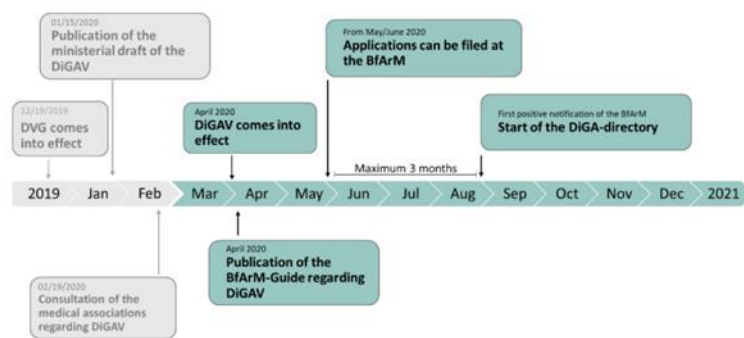 01/15/2020
Publication of the
ministerial draft of the
DiGAV
From May/June 2020
Applications can be filed at
the BfArM
12/19/2019
DVG comes
into effect
April 2020
DiGAV comes into
effect
First positive notification of the BfArM
Start of the DiGA-directory
Maximum 3 months
2019 Jan Feb Mar Apr May Jun Jul Aug Sep Oct Nov Dec 2021
April 2020
Publication of the
BfArM-Guide regarding
DiGAV
02/19/2020
Consultation of the
medical associations
regarding DiGAV